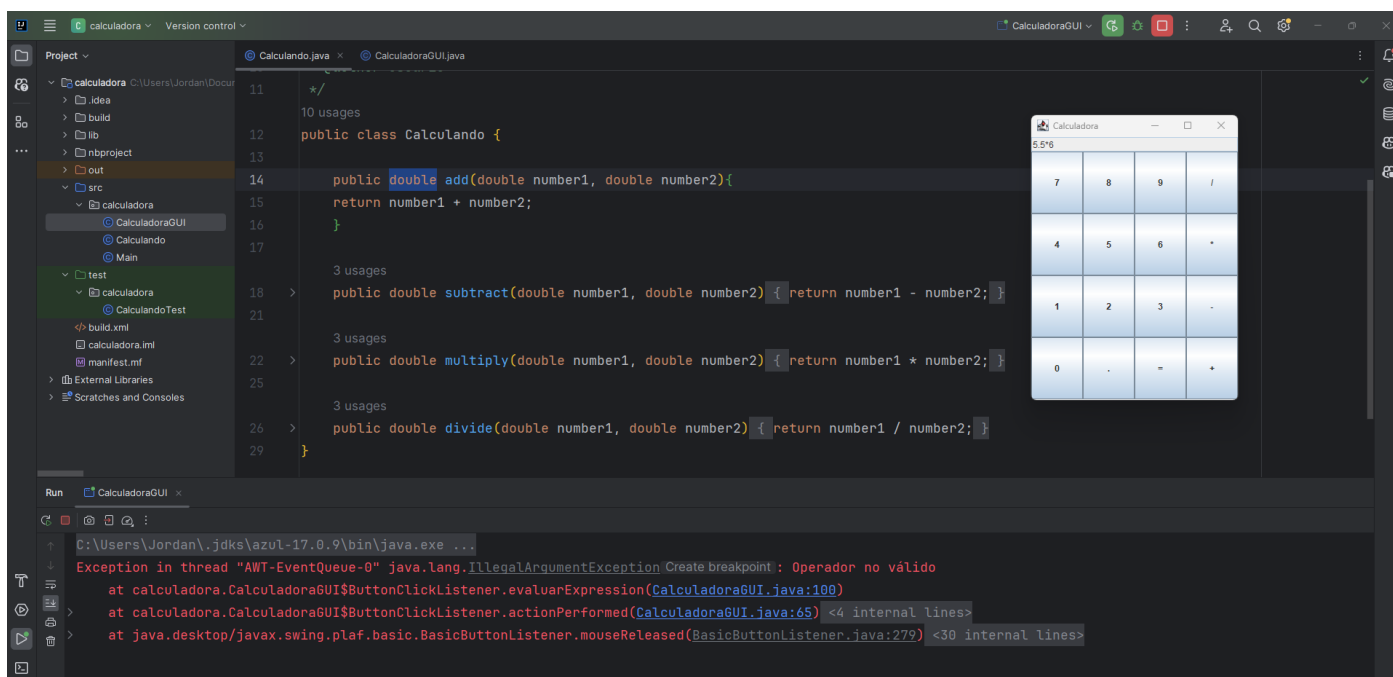 calculadora Version control CalculadoraGUI
Project
Calculando.java CalculadoraGUI.java
calculadora C:\Users\Jordan\Docur
.idea
build
lib
nbproject
out
src
calculadora
CalculadoraGUI
Calculando
Main
test
calculadora
CalculandoTest
build.xml
calculadora.iml
manifest.mf
External Libraries
Scratches and Consoles
11 */
10 usages
12 public class Calculando {
13
14 public double add(double number1, double number2){
15 return number1 + number2;
16 }
17
3 usages
18 public double subtract(double number1, double number2) { return number1 - number2; }
21
3 usages
22 public double multiply(double number1, double number2) { return number1 * number2; }
25
3 usages
26 public double divide(double number1, double number2) { return number1 / number2; }
29 }
Calculadora
5.5*6
7 8 9 /
4 5 6 *
1 2 3 -
0 . = +
Run CalculadoraGUI
C:\Users\Jordan\.jdks\azul-17.0.9\bin\java.exe ...
Exception in thread "AWT-EventQueue-0" java.lang.IllegalArgumentException Create breakpoint : Operador no válido
at calculadora.CalculadoraGUI$ButtonClickListener.evaluarExpression(CalculadoraGUI.java:100)
at calculadora.CalculadoraGUI$ButtonClickListener.actionPerformed(CalculadoraGUI.java:65) <4 internal lines>
at java.desktop/javax.swing.plaf.basic.BasicButtonListener.mouseReleased(BasicButtonListener.java:279) <30 internal lines>